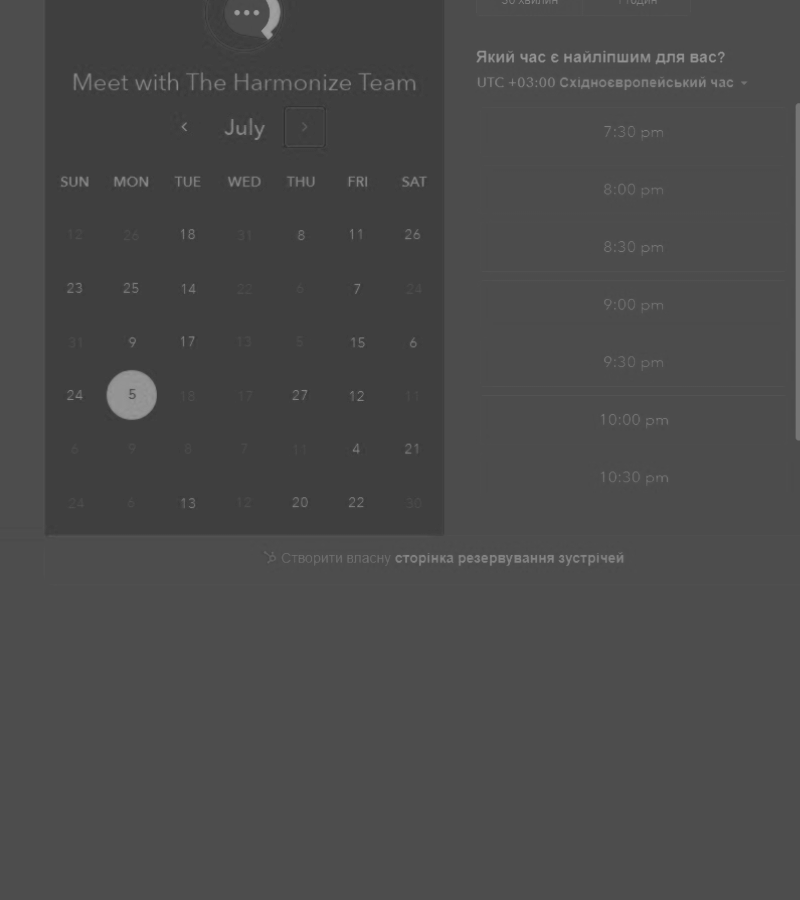 30 хвилин 1 годин
Meet with The Harmonize Team
July
SUN MON TUE WED THU FRI SAT
12 26 18 31 8 11 26
23 25 14 22 6 7 24
31 9 17 13 5 15 6
24 5 18 17 27 12 11
6 9 8 7 11 4 21
24 6 13 12 20 22 30
Який час є найліпшим для вас?
UTC +03:00 Східноєвропейський час
7:30 pm
8:00 pm
8:30 pm
9:00 pm
9:30 pm
10:00 pm
10:30 pm
Створити власну сторінка резервування зустрічей